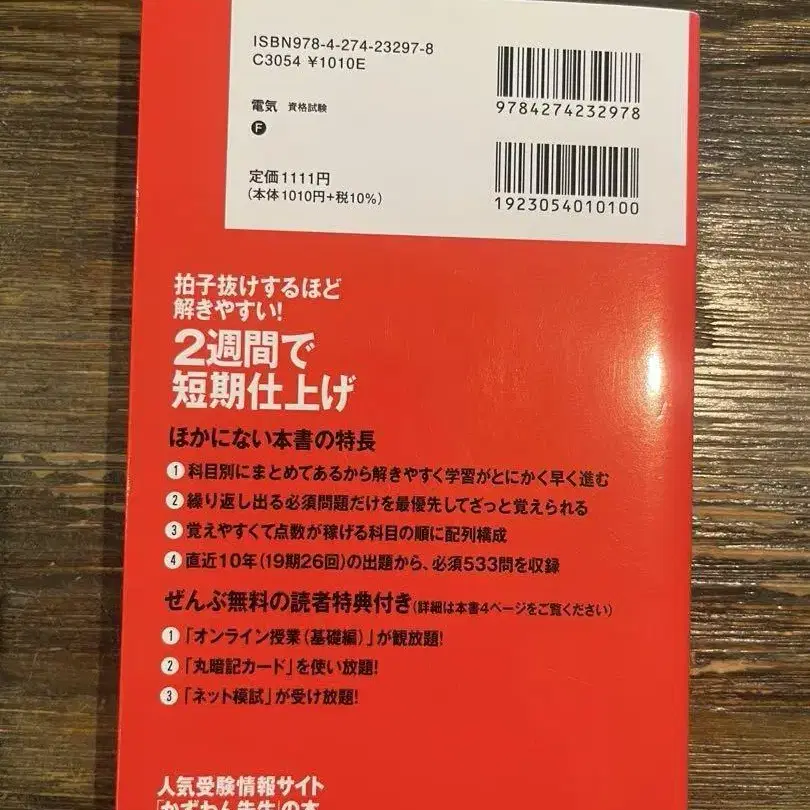 ISBN978-4-274-23297-8
C3054 ¥1010E
9784274232978
電気 資格試験
F
定価1111円
(本体1010円+税10%)
1923054010100
拍子抜けするほど
解きやすい!
2週間で
短期仕上げ
ほかにない本書の特長
1 科目別にまとめてあるから解きやすく学習がとにかく早く進む
2 繰り返し出る必須問題だけを最優先してざっと覚えられる
3 覚えやすくて点数が稼げる科目の順に配列構成
4 直近10年(19期26回)の出題から、必須533問を収録
ぜんぶ無料の読者特典付き(詳細は本書4ページをご覧ください)
1 「オンライン授業(基礎編)」が観放題!
2 「丸暗記カード」を使い放題!
3 「ネット模試」が受け放題!
人気受験情報サイト
「かずわん先生」の本